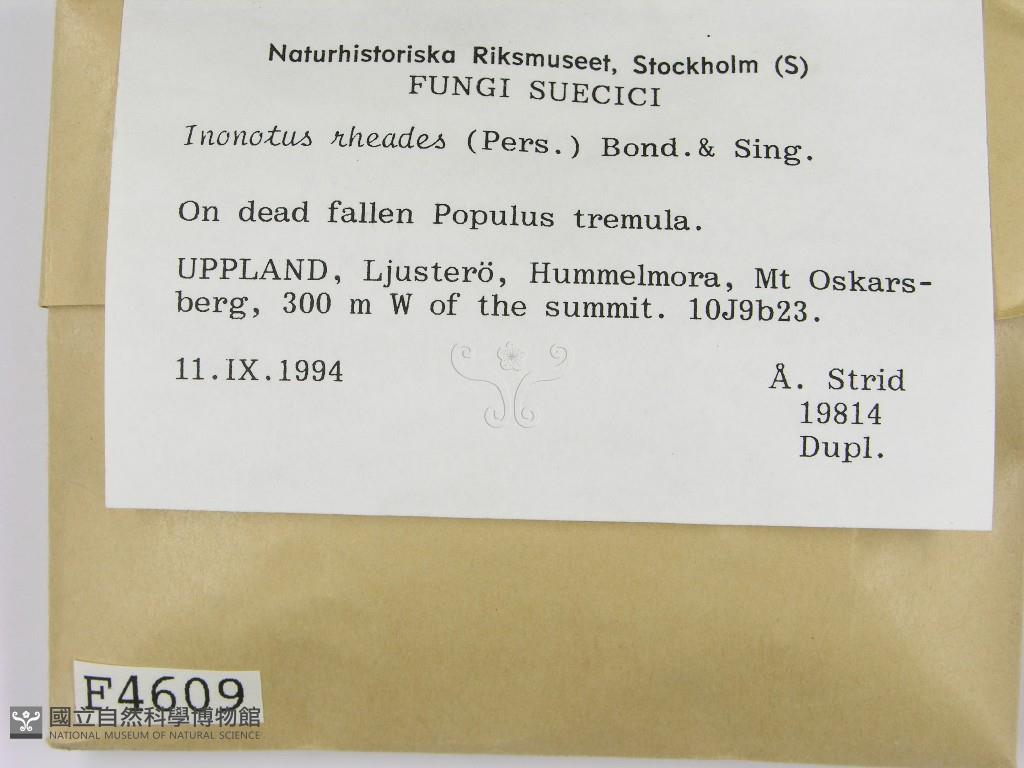 Naturhistoriska Riksmuseet, Stockholm (S)
FUNGI SUECICI
Inonotus rheades (Pers.) Bond.& Sing.
On dead fallen Populus tremula.
UPPLAND, Ljusterö, Hummelmora, Mt Oskars-
berg, 300 m W of the summit. 10J9b23.
11.IX.1994
Å. Strid
19814
Dupl.
F4609
國立自然科學博物館
NATIONAL MUSEUM OF NATURAL SCIENCE